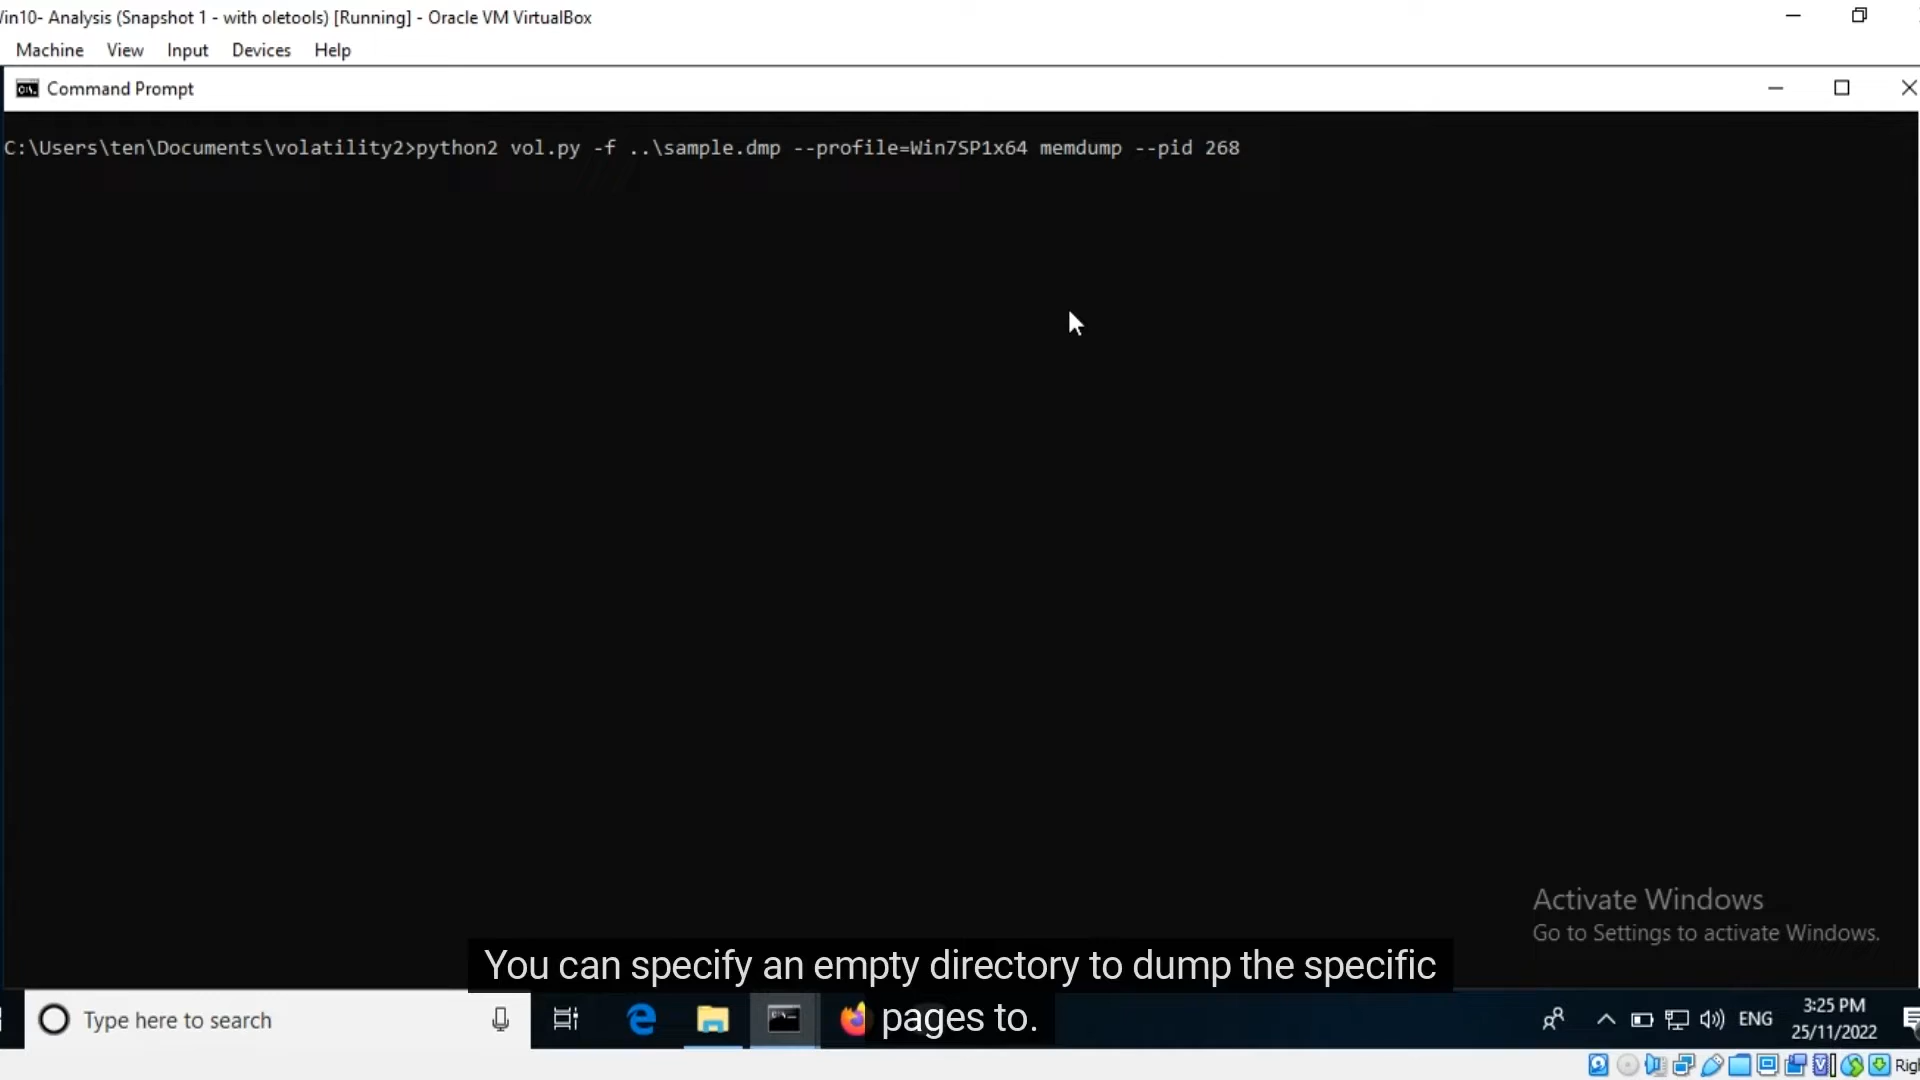 Win10- Analysis (Snapshot 1 - with oletools) [Running] - Oracle VM VirtualBox
Machine View Input Devices Help
Command Prompt
C:\Users\ten\Documents\volatility2>python2 vol.py -f ..\sample.dmp --profile=Win7SP1x64 memdump --pid 268
Activate Windows
Go to Settings to activate Windows.
You can specify an empty directory to dump the specific
pages to.
Type here to search
ENG
3:25 PM
25/11/2022